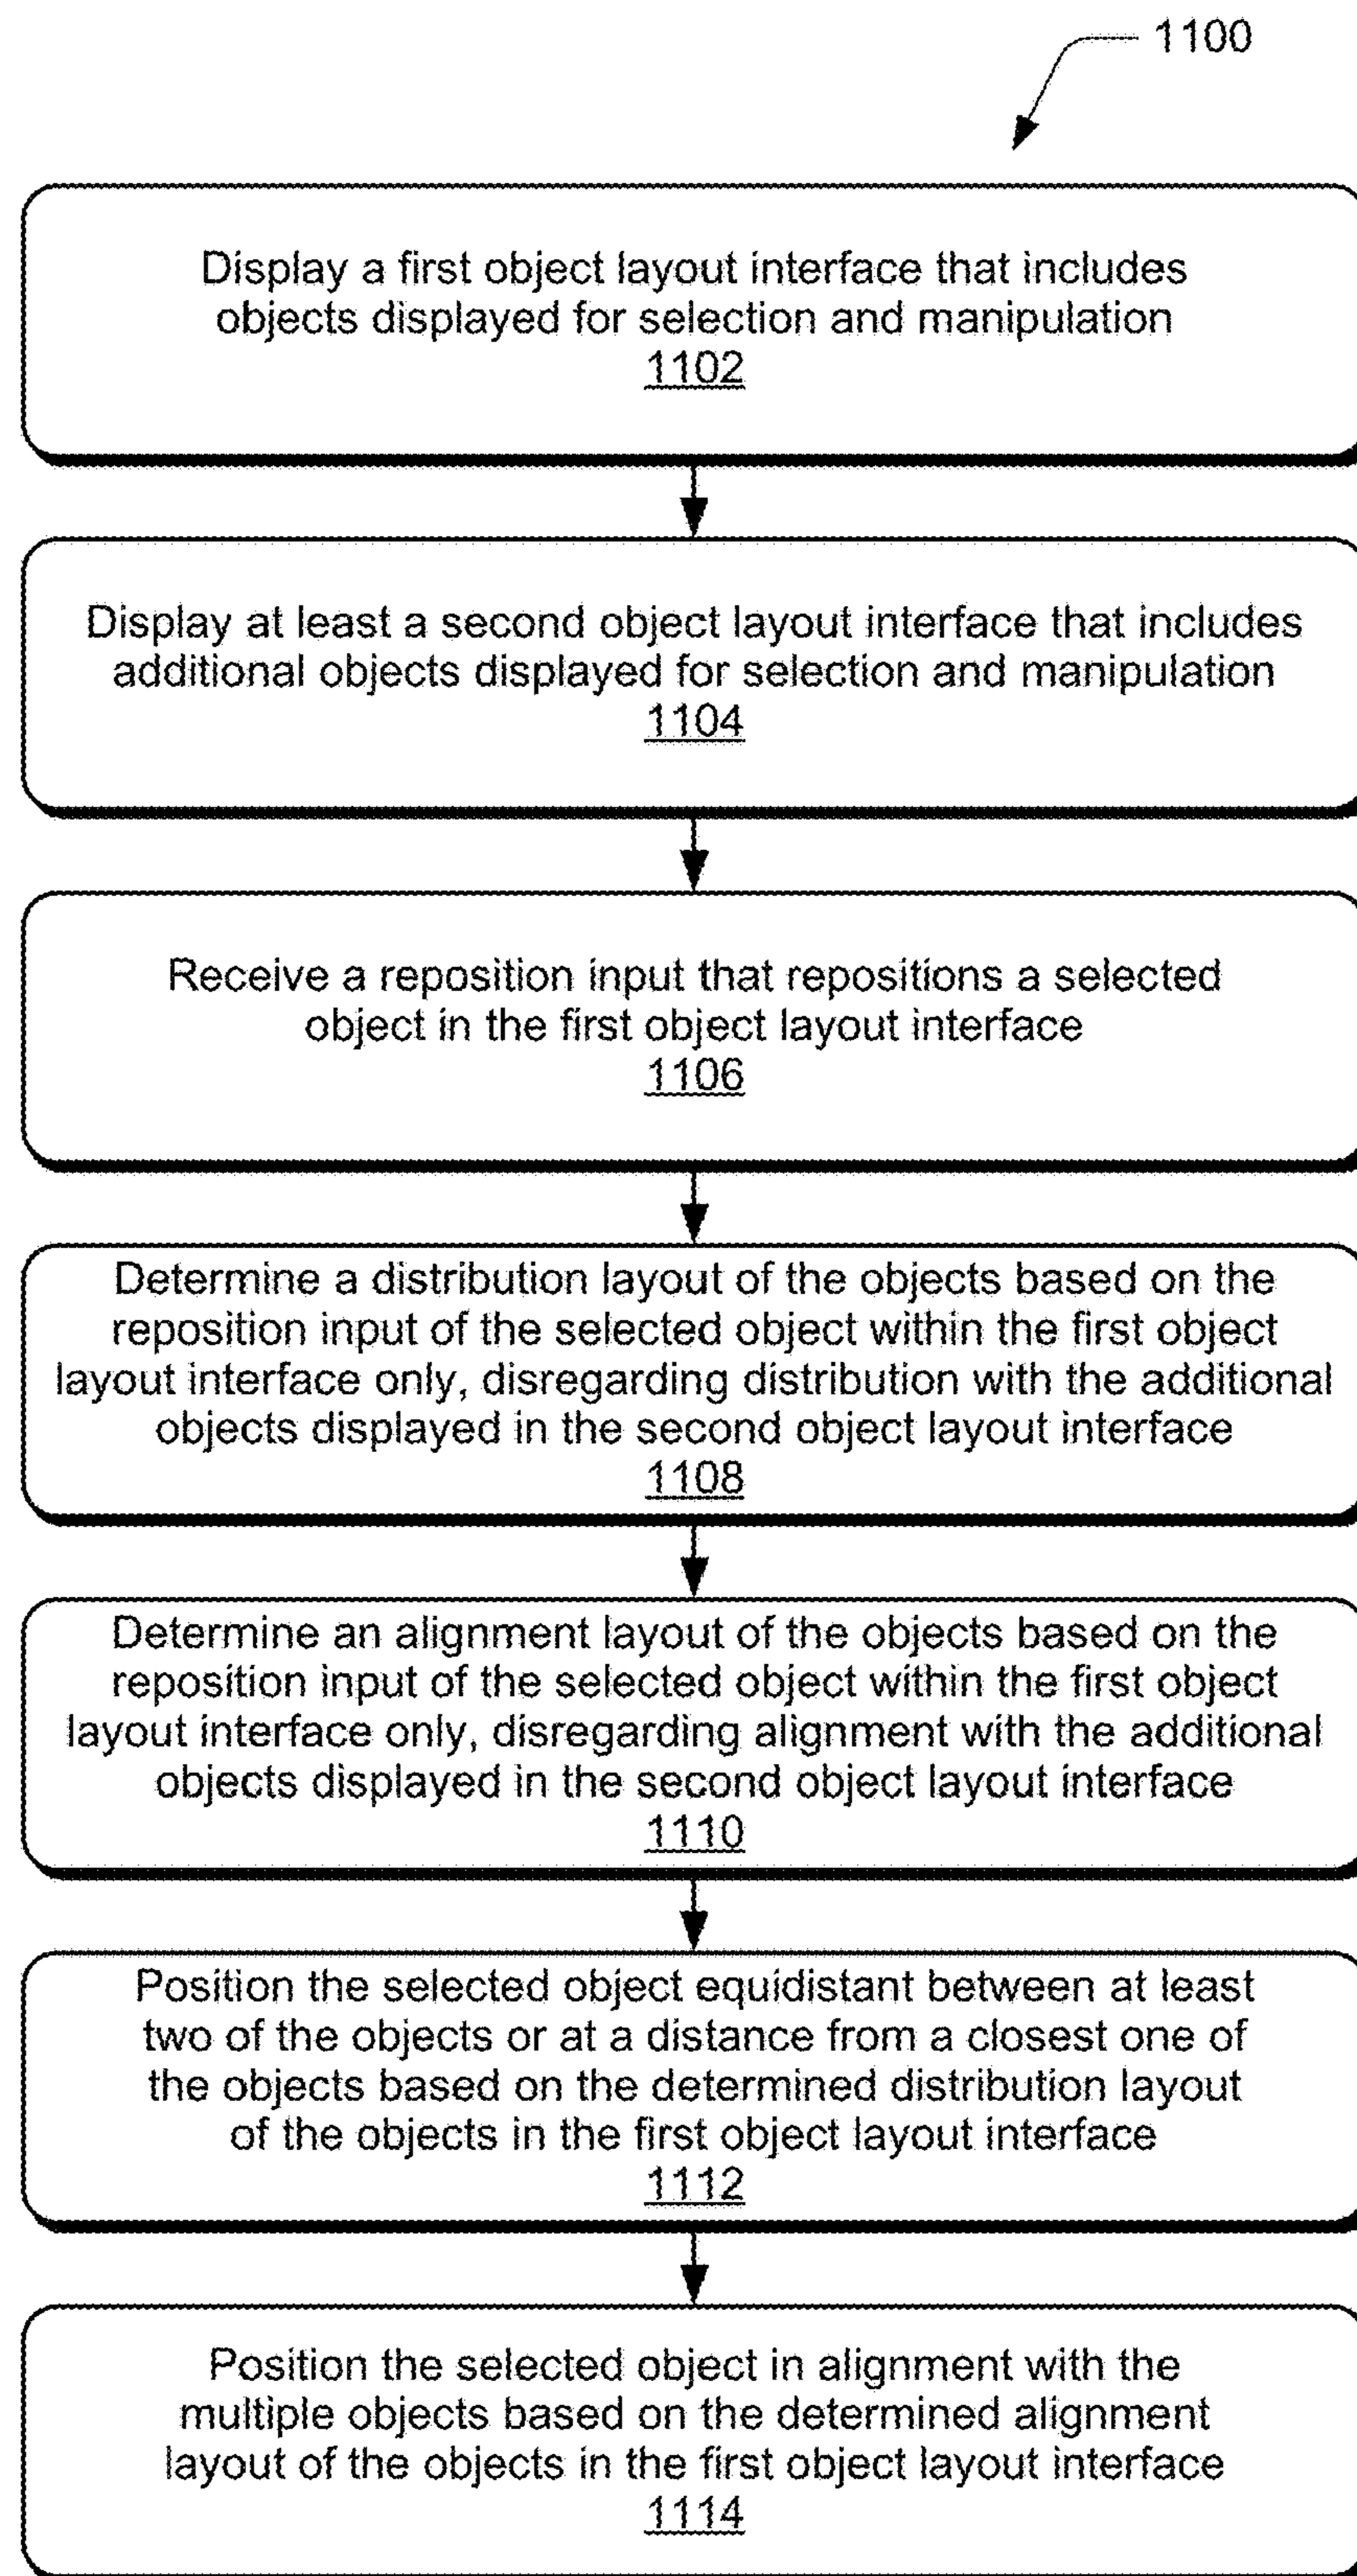 1100
Display a first object layout interface that includes
objects displayed for selection and manipulation
1102
Display at least a second object layout interface that includes
additional objects displayed for selection and manipulation
1104
Receive a reposition input that repositions a selected
object in the first object layout interface
1106
Determine a distribution layout of the objects based on the
reposition input of the selected object within the first object
layout interface only, disregarding distribution with the additional
objects displayed in the second object layout interface
1108
Determine an alignment layout of the objects based on the
reposition input of the selected object within the first object
layout interface only, disregarding alignment with the additional
objects displayed in the second object layout interface
1110
Position the selected object equidistant between at least
two of the objects or at a distance from a closest one of
the objects based on the determined distribution layout
of the objects in the first object layout interface
1112
Position the selected object in alignment with the
multiple objects based on the determined alignment
layout of the objects in the first object layout interface
1114